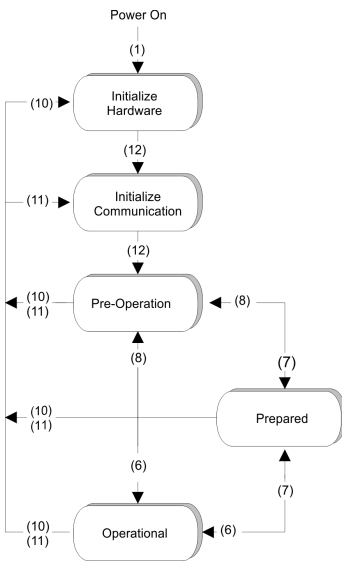 Power On
(1)
Initialize
Hardware
(10)
(12)
Initialize
Communication
(11)
(12)
Pre-Operation
(10)
(11)
(8)
(8)
(7)
Prepared
(10)
(11)
(6)
(7)
Operational
(10)
(11)
(6)